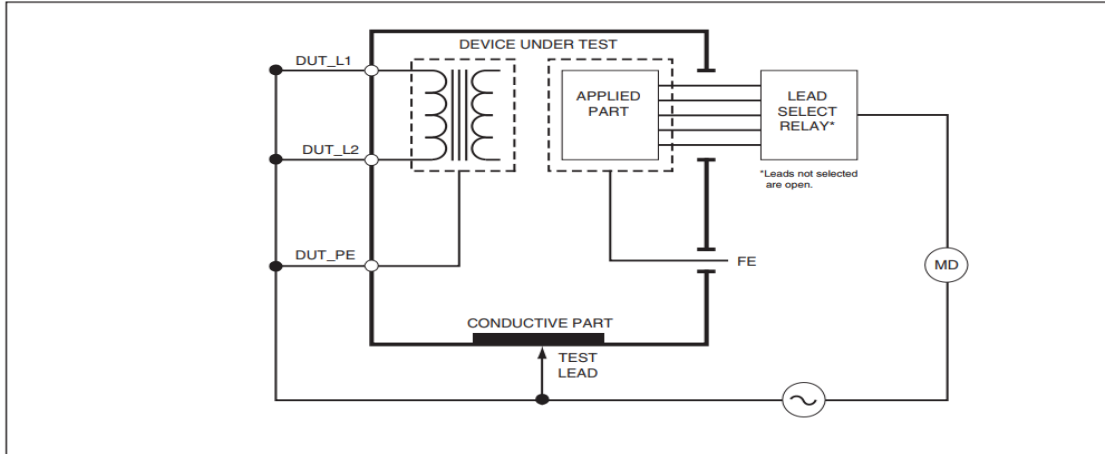 DEVICE UNDER TEST
DUT_L1
APPLIED
PART
LEAD
SELECT
RELAY*
DUT_L2
*Leads not selected
are open.
DUT_PE
FE
MD
CONDUCTIVE PART
TEST
LEAD